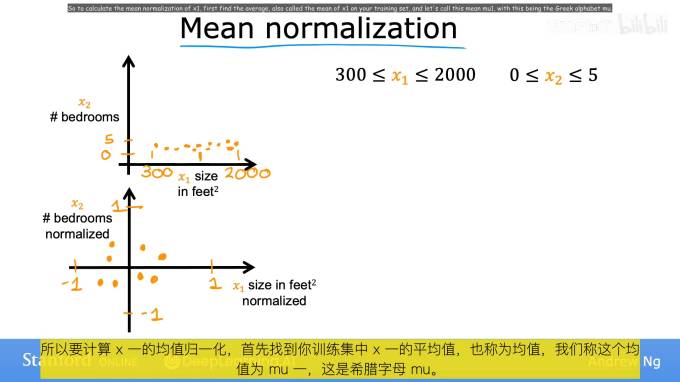 So to calculate the mean normalization of x1, first find the average, also called the mean of x1 on your training set, and let's call this mean mu1, with this being the Greek alphabet mu.
Mean normalization
bilibili
300 ≤ x₁ ≤ 2000 0 ≤ x₂ ≤ 5
x₂
# bedrooms
5
0
300 x₁ size 2000
in feet²
x₂
# bedrooms
normalized
1
-1
1
x₁ size in feet²
normalized
-1
所以要计算 x 一的均值归一化，首先找到你训练集中 x 一的平均值，也称为均值，我们称这个均
值为 mu 一，这是希腊字母 mu。
Stanford ONLINE DeepLearning.AI Andrew Ng